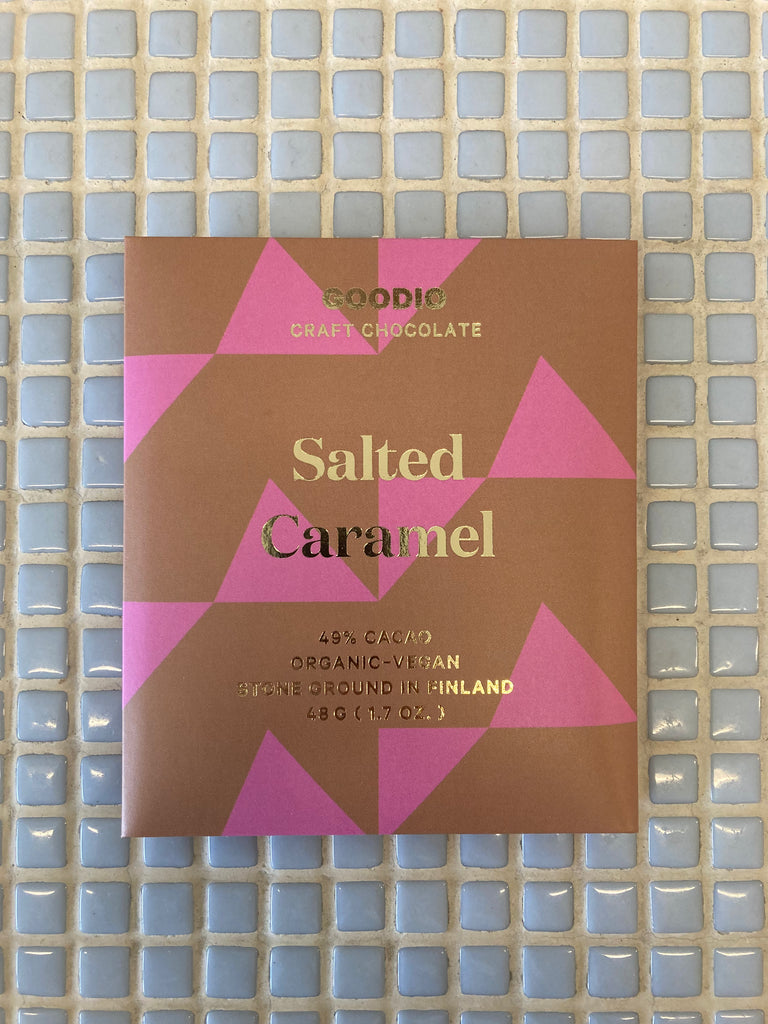 GOODIO
CRAFT CHOCOLATE
Salted
Caramel
49% CACAO
ORGANIC-VEGAN
STONE GROUND IN FINLAND
48 G ( 1.7 OZ. )